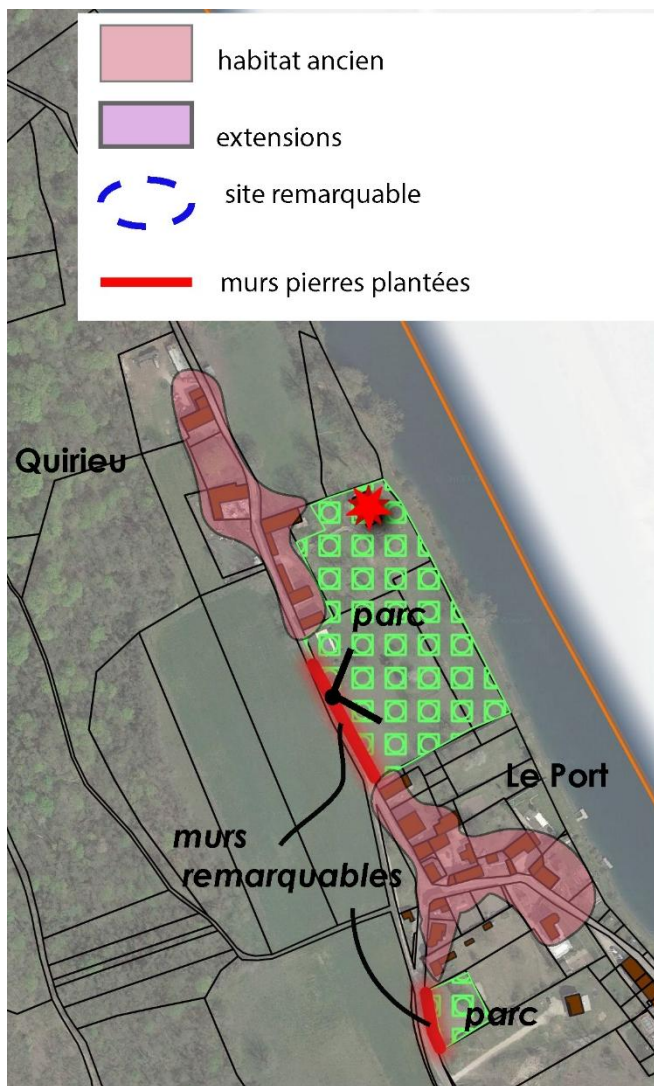 habitat ancien
extensions
site remarquable
murs pierres plantées
Quirieu
parc
Le Port
murs
remarquables
parc